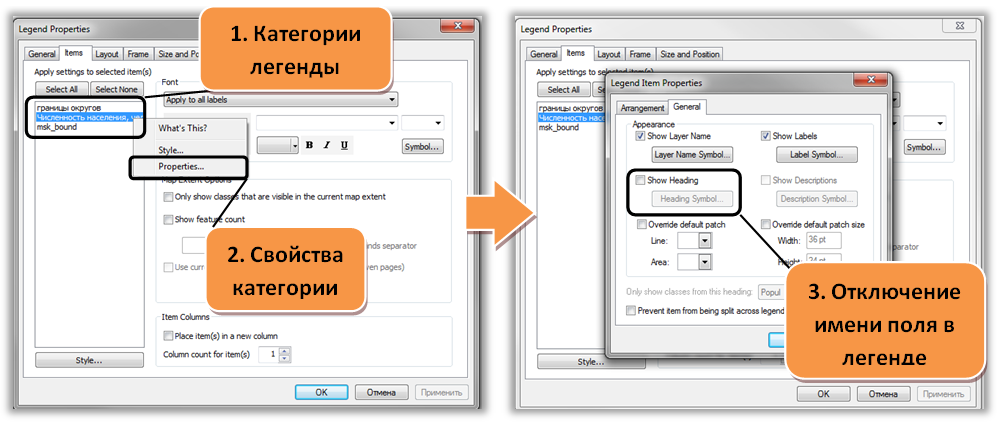 Legend Properties
General Items Layout Frame Size and Po
Apply settings to selected item(s)
Select All Select None
границы округов
Численность населения,
msk_bound
Font
Apply to all labels
What's This?
Style...
Properties...
B I U
Symbol...
Map Extent Options
Only show classes that are visible in the current map extent
Show feature count
nds separator
Use curr
ven pages)
Item Columns
Place item(s) in a new column
Column count for item(s) 1
Style...
OK Отмена Применить
1. Категории
легенды
2. Свойства
категории
Legend Properties
General Items Layout Frame Size and Position
Apply settings to selected item(s)
Select All Sele
границы округов
Численность насе
msk_bound
Symbol...
parator
Style...
OK Отмена Применить
Legend Item Properties
Arrangement General
Appearance
Show Layer Name Show Labels
Layer Name Symbol... Label Symbol...
Show Heading Show Descriptions
Heading Symbol... Description Symbol...
Override default patch Override default patch size
Line: Width: 36 pt
Area: Height: 24 pt
Only show classes from this heading: Popul
Prevent item from being split across legend
3. Отключение
имени поля в
легенде